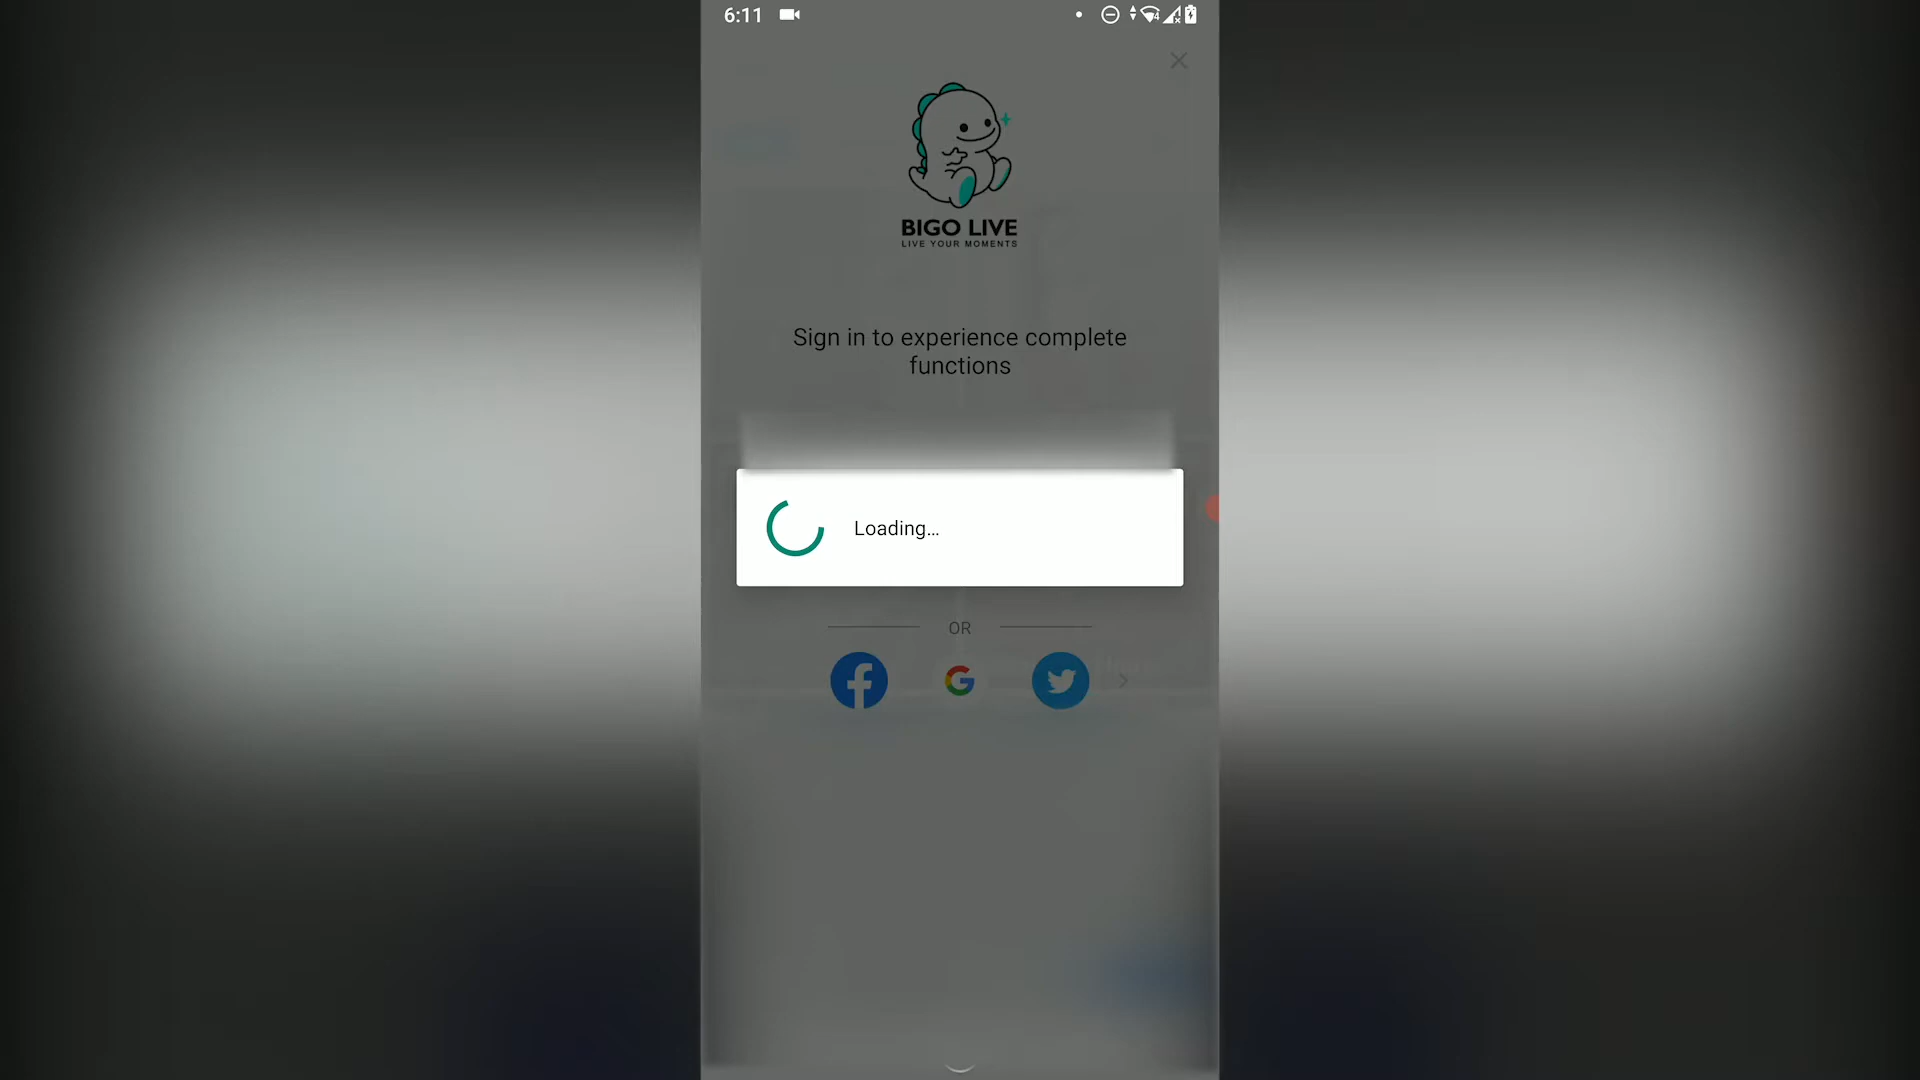 6:11
BIGO LIVE
LIVE YOUR MOMENTS
Sign in to experience complete
functions
Loading...
OR